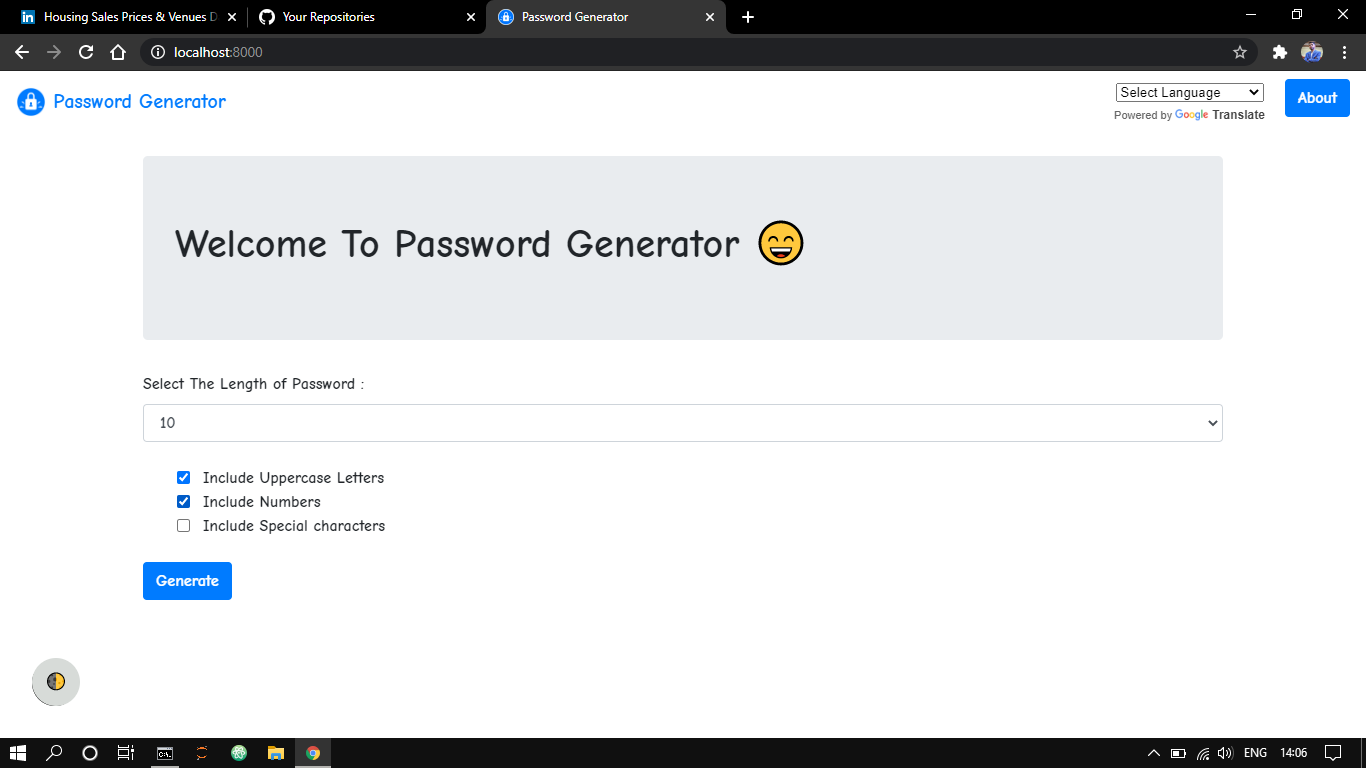 Housing Sales Prices & Venues D
Your Repositories
Password Generator
localhost:8000
Password Generator
Select Language
Powered by Google Translate
About
Welcome To Password Generator 😄
Select The Length of Password :
10
Include Uppercase Letters
Include Numbers
Include Special characters
Generate
ENG
14:06